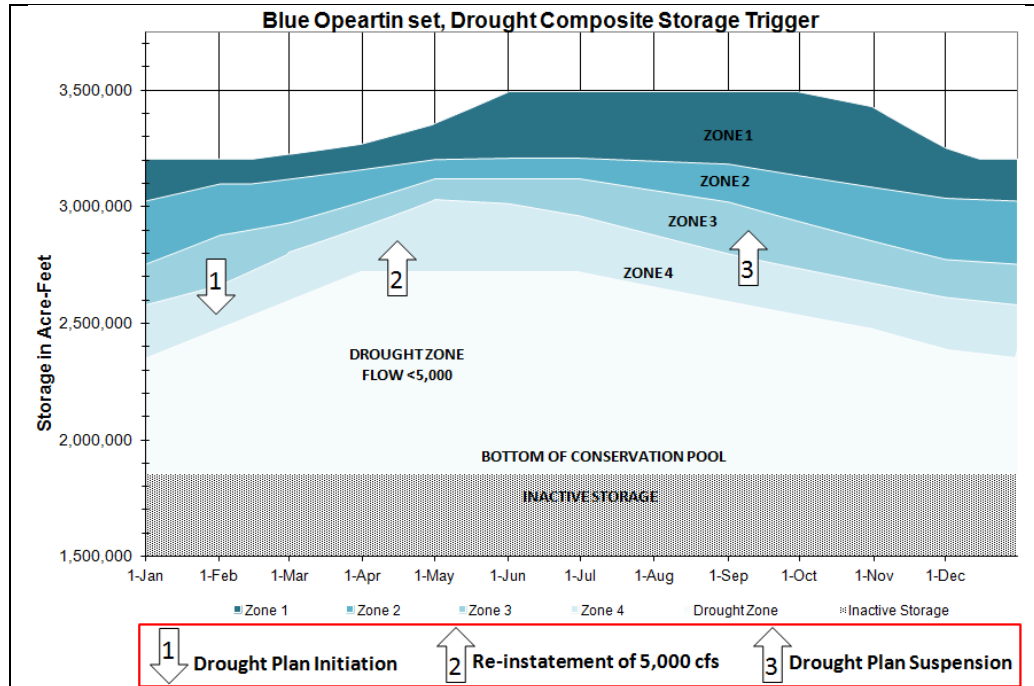 Blue Opeartin set, Drought Composite Storage Trigger
Storage in Acre-Feet
3,500,000
3,000,000
2,500,000
2,000,000
1,500,000
ZONE 1
ZONE 2
ZONE 3
ZONE 4
1
2
3
DROUGHT ZONE
FLOW <5,000
BOTTOM OF CONSERVATION POOL
INACTIVE STORAGE
1-Jan 1-Feb 1-Mar 1-Apr 1-May 1-Jun 1-Jul 1-Aug 1-Sep 1-Oct 1-Nov 1-Dec
Zone 1 Zone 2 Zone 3 Zone 4 Drought Zone Inactive Storage
1 Drought Plan Initiation 2 Re-instatement of 5,000 cfs 3 Drought Plan Suspension